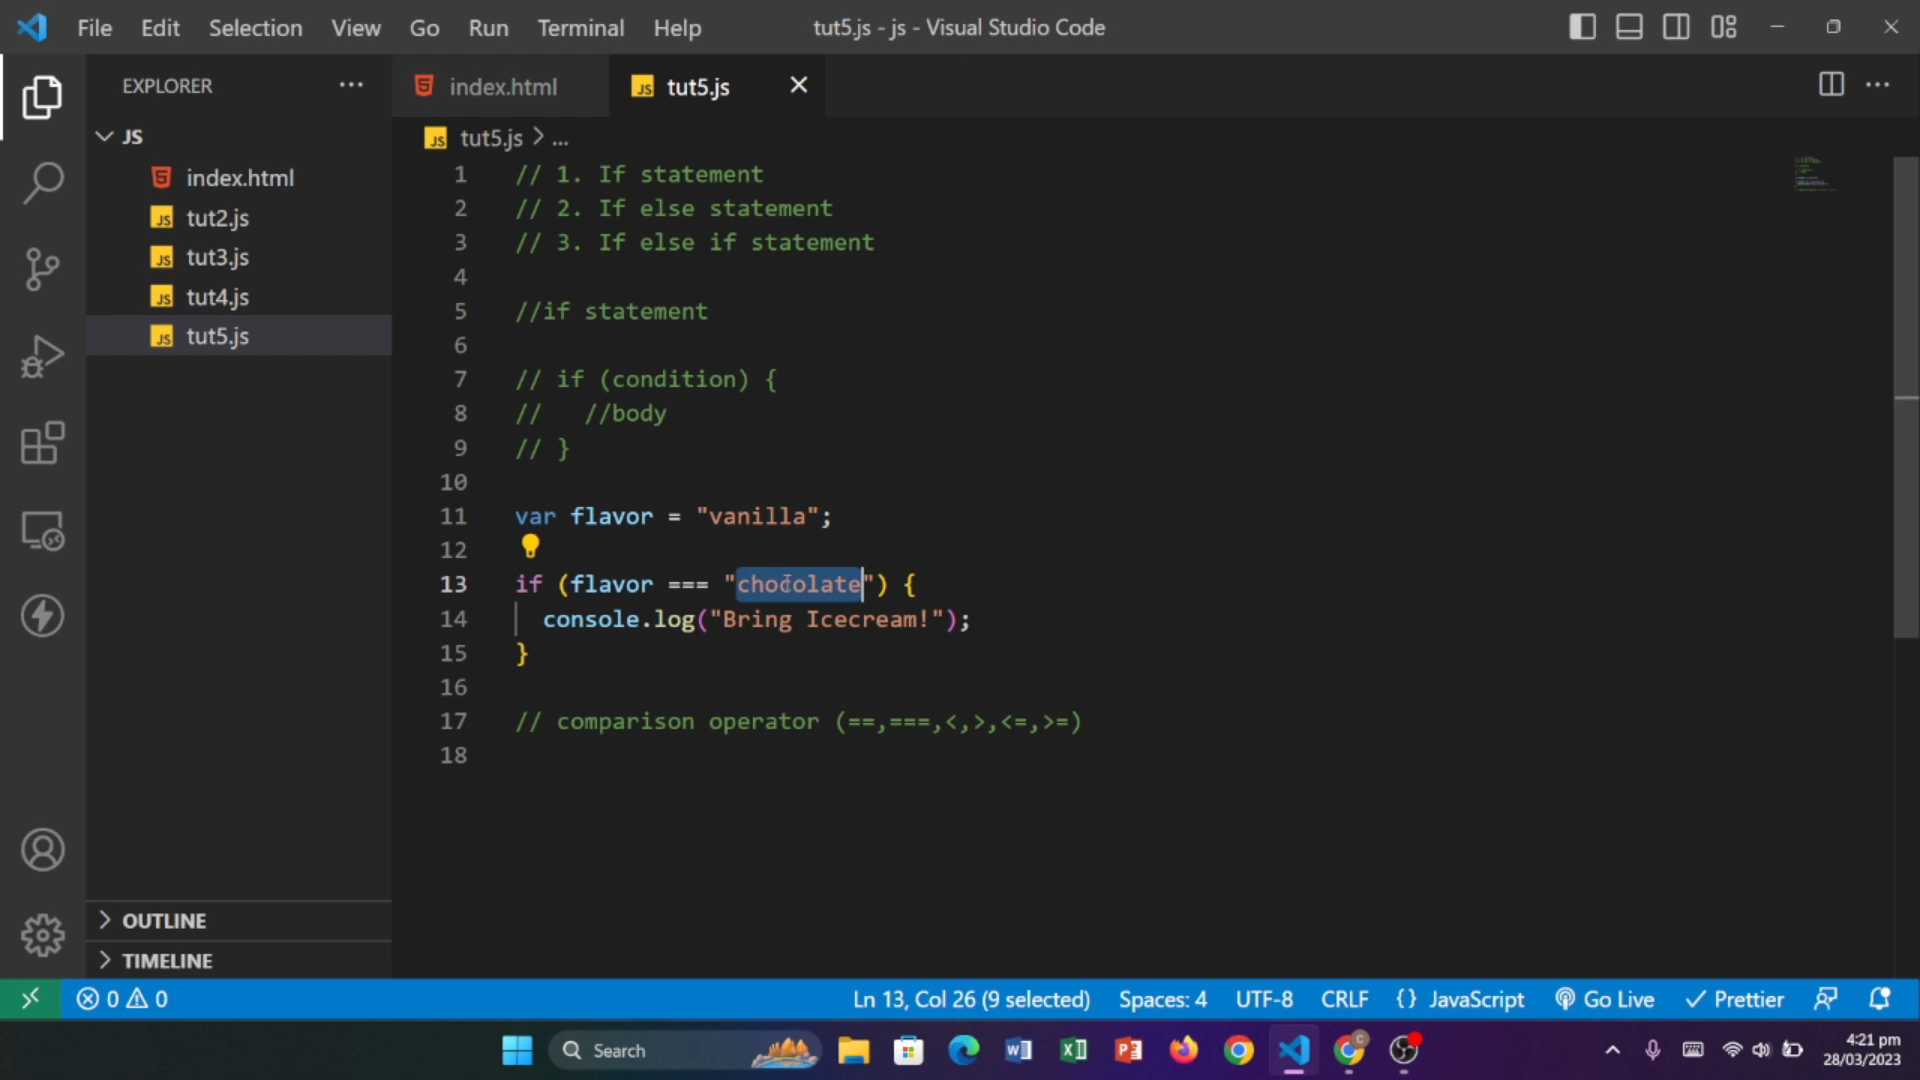 File Edit Selection View Go Run Terminal Help tut5.js - js - Visual Studio Code
EXPLORER
JS
index.html
tut2.js
tut3.js
tut4.js
tut5.js
OUTLINE
TIMELINE
index.html
JS tut5.js
JS tut5.js > ...
1 // 1. If statement
2 // 2. If else statement
3 // 3. If else if statement
4
5 //if statement
6
7 // if (condition) {
8 //   //body
9 // }
10
11 var flavor = "vanilla";
12
13 if (flavor === "chocolate") {
14   console.log("Bring Icecream!");
15 }
16
17 // comparison operator (==,===,<,>,<=,>=)
18
0 0 Ln 13, Col 26 (9 selected) Spaces: 4 UTF-8 CRLF {} JavaScript Go Live Prettier
Search
4:21 pm
28/03/2023